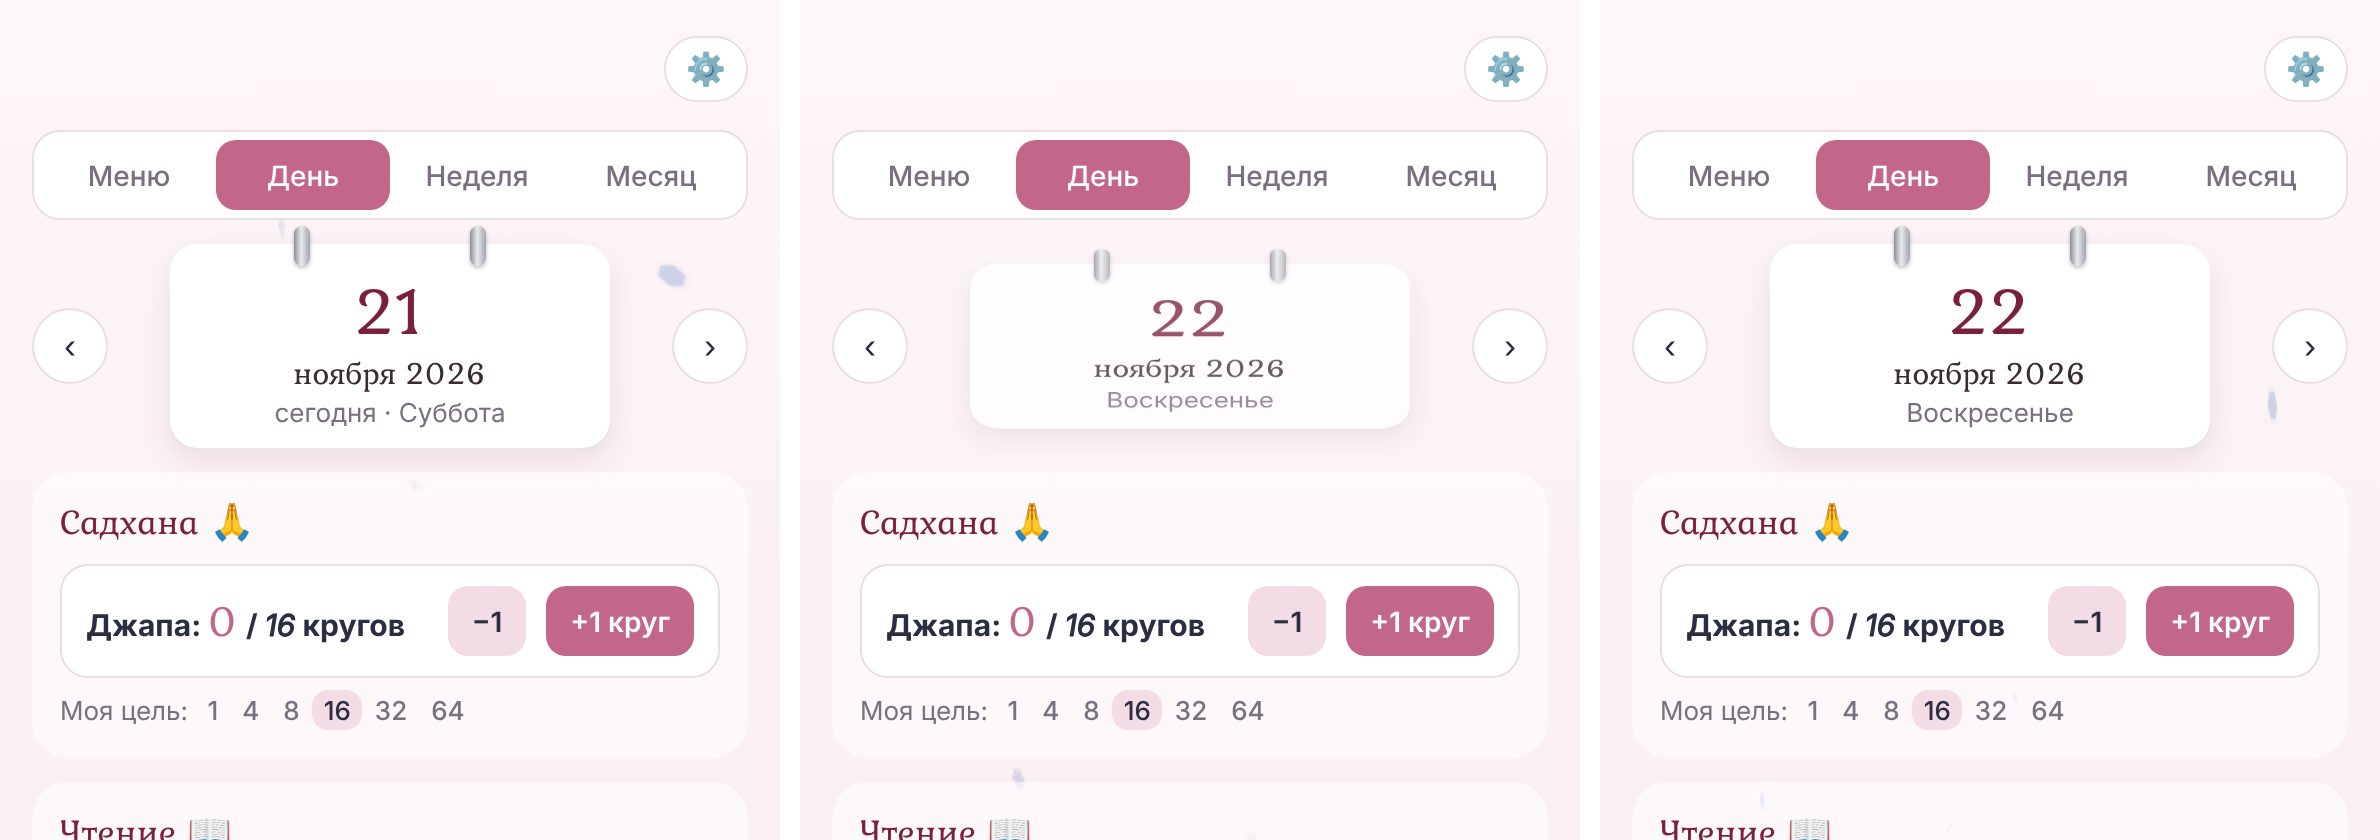 Меню День Неделя Месяц
21
ноября 2026
сегодня · Суббота
‹ ›
Садхана 🙏
Джапа: 0 / 16 кругов −1 +1 круг
Моя цель: 1 4 8 16 32 64
Чтение 📖
Меню День Неделя Месяц
22
ноября 2026
Воскресенье
‹ ›
Садхана 🙏
Джапа: 0 / 16 кругов −1 +1 круг
Моя цель: 1 4 8 16 32 64
Чтение 📖
Меню День Неделя Месяц
22
ноября 2026
Воскресенье
‹ ›
Садхана 🙏
Джапа: 0 / 16 кругов −1 +1 круг
Моя цель: 1 4 8 16 32 64
Чтение 📖